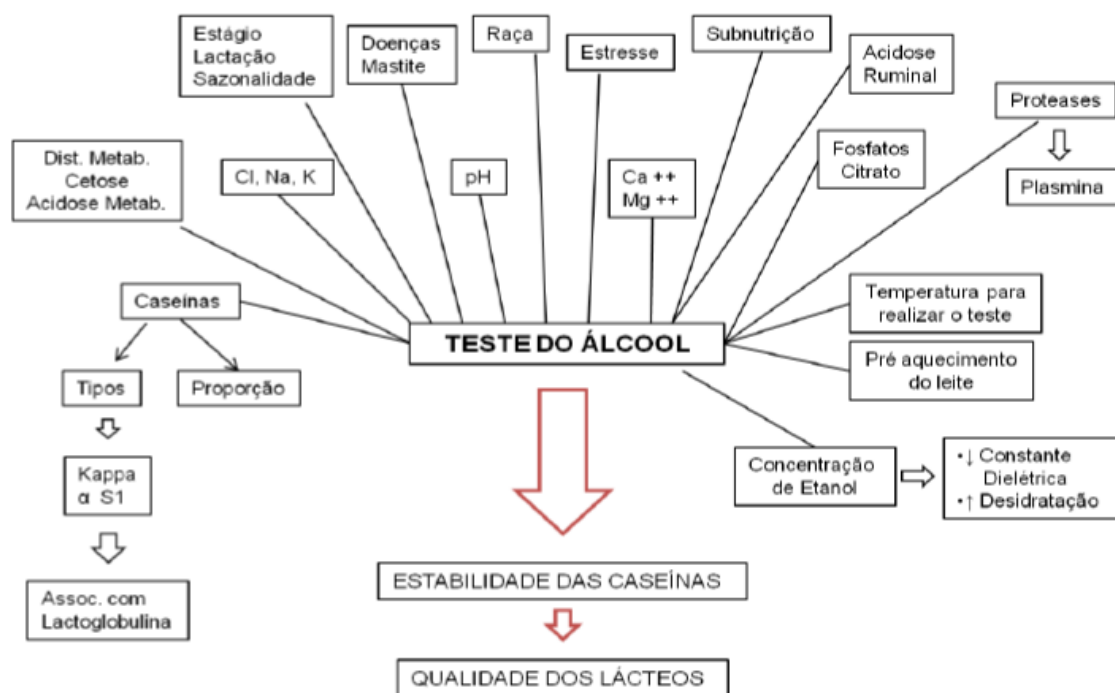 Estágio
Lactação
Sazonalidade
Doenças
Mastite
Raça
Estresse
Subnutrição
Acidose
Ruminal
Proteases
Plasmina
Dist. Metab.
Cetose
Acidose Metab.
Cl, Na, K
pH
Ca ++
Mg ++
Fosfatos
Citrato
Caseínas
Tipos
Proporção
Kappa
α S1
Assoc. com
Lactoglobulina
TESTE DO ÁLCOOL
Temperatura para
realizar o teste
Pré aquecimento
do leite
Concentração
de Etanol
•↓ Constante
Dielétrica
•↑ Desidratação
ESTABILIDADE DAS CASEÍNAS
QUALIDADE DOS LÁCTEOS